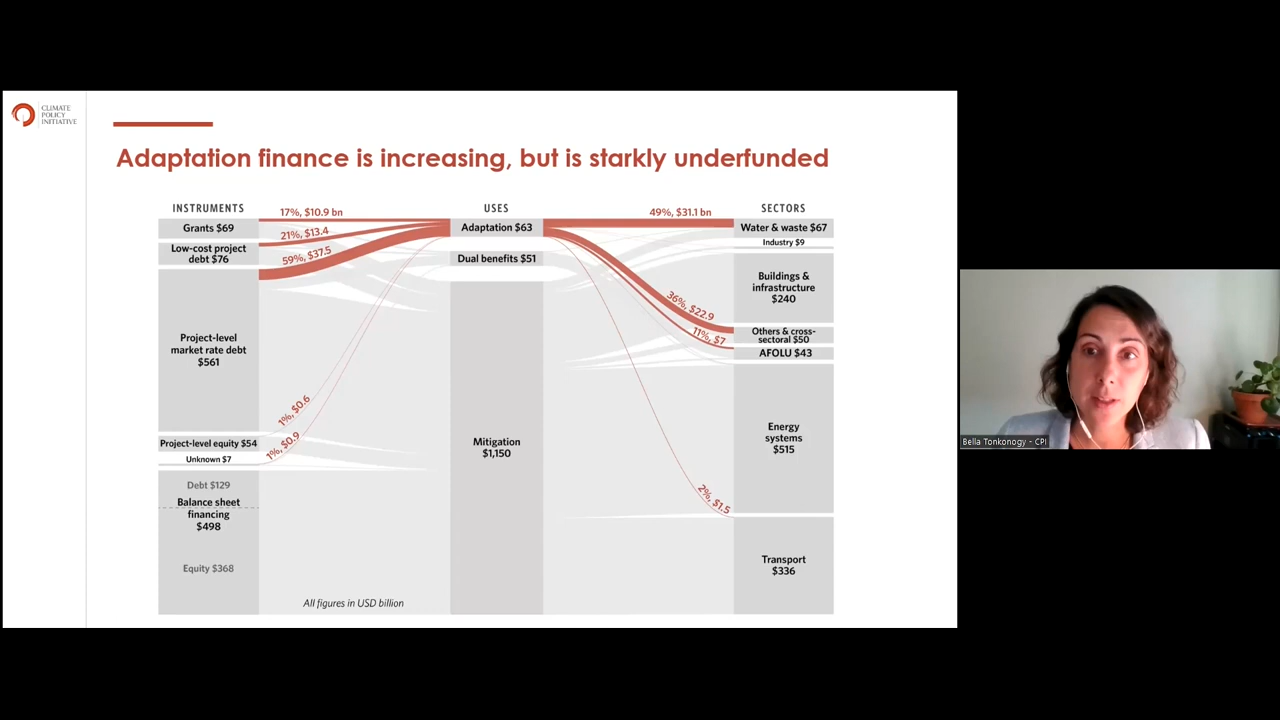 CLIMATE
POLICY
INITIATIVE
Adaptation finance is increasing, but is starkly underfunded
INSTRUMENTS
USES
SECTORS
Grants $69
Low-cost project
debt $76
Project-level
market rate debt
$561
Project-level equity $54
Unknown $7
Debt $129
Balance sheet
financing
$498
Equity $368
17%, $10.9 bn
21%, $13.4
59%, $37.5
1%, $0.6
1%, $0.9
All figures in USD billion
Adaptation $63
Dual benefits $51
Mitigation
$1,150
49%, $31.1 bn
36%, $22.9
11%, $7
2%, $1.5
Water & waste $67
Industry $9
Buildings &
infrastructure
$240
Others & cross-
sectoral $50
AFOLU $43
Energy
systems
$515
Transport
$336
Bella Tonkonogy - CPI